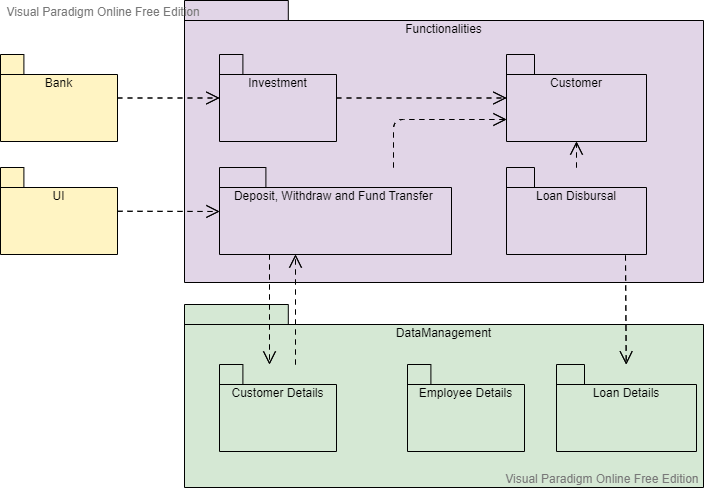 Visual Paradigm Online Free Edition
Functionalities
Bank
Investment
Customer
UI
Deposit, Withdraw and Fund Transfer
Loan Disbursal
DataManagement
Customer Details
Employee Details
Loan Details
Visual Paradigm Online Free Edition